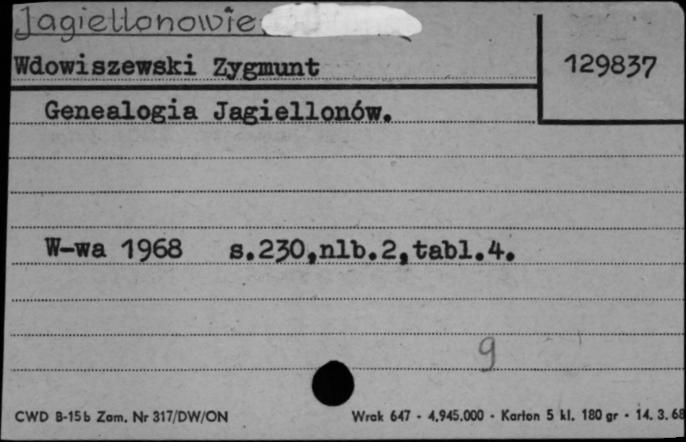 Jagiellonowie
Wdowiszewski Zygmunt
129837
Genealogia Jagiellonów.
W-wa 1968 s.230,nlb.2,tabl.4.
9
CWD B-15b Zam. Nr 317/DW/ON Wrak 647 - 4.945.000 - Karton 5 kl. 180 gr - 14. 3. 68